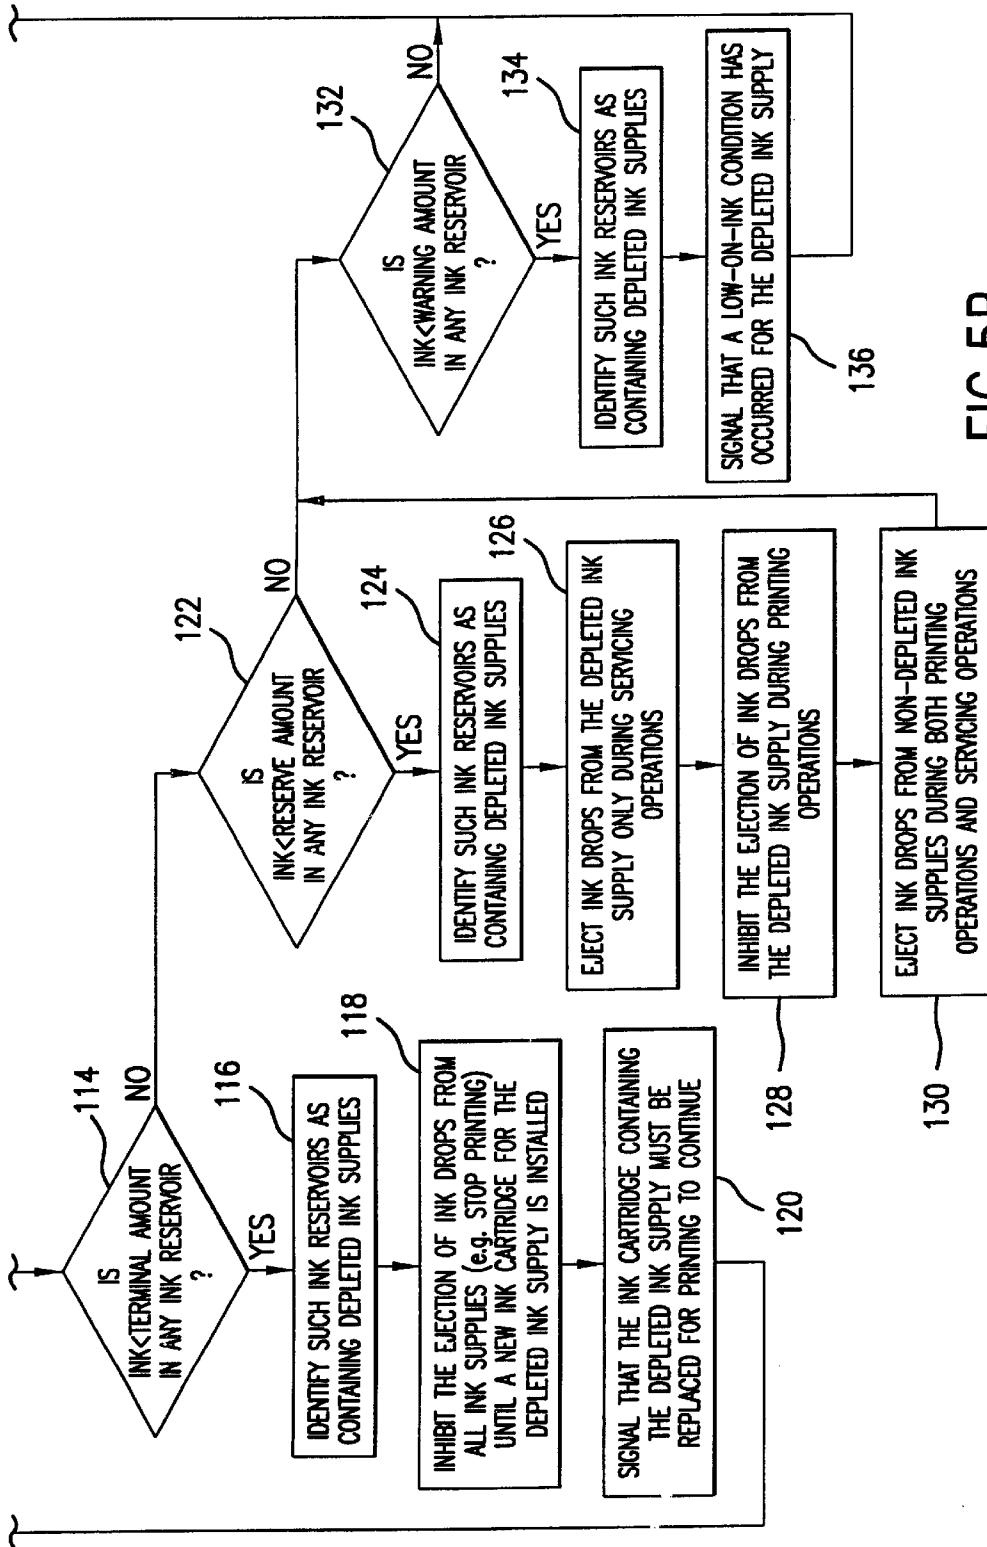 114
IS
INK<TERMINAL AMOUNT
IN ANY INK RESERVOIR
?
NO
YES
116
IDENTIFY SUCH INK RESERVOIRS AS
CONTAINING DEPLETED INK SUPPLIES
118
INHIBIT THE EJECTION OF INK DROPS FROM
ALL INK SUPPLIES (e.g. STOP PRINTING)
UNTIL A NEW INK CARTRIDGE FOR THE
DEPLETED INK SUPPLY IS INSTALLED
SIGNAL THAT THE INK CARTRIDGE CONTAINING
THE DEPLETED INK SUPPLY MUST BE
REPLACED FOR PRINTING TO CONTINUE
120
122
IS
INK<RESERVE AMOUNT
IN ANY INK RESERVOIR
?
NO
YES
124
IDENTIFY SUCH INK RESERVOIRS AS
CONTAINING DEPLETED INK SUPPLIES
126
EJECT INK DROPS FROM THE DEPLETED INK
SUPPLY ONLY DURING SERVICING
OPERATIONS
INHIBIT THE EJECTION OF INK DROPS FROM
THE DEPLETED INK SUPPLY DURING PRINTING
OPERATIONS
128
EJECT INK DROPS FROM NON-DEPLETED INK
SUPPLIES DURING BOTH PRINTING
OPERATIONS AND SERVICING OPERATIONS
130
132
IS
INK<WARNING AMOUNT
IN ANY INK RESERVOIR
?
NO
YES
134
IDENTIFY SUCH INK RESERVOIRS AS
CONTAINING DEPLETED INK SUPPLIES
SIGNAL THAT A LOW-ON-INK CONDITION HAS
OCCURRED FOR THE DEPLETED INK SUPPLY
136
FIG.5B